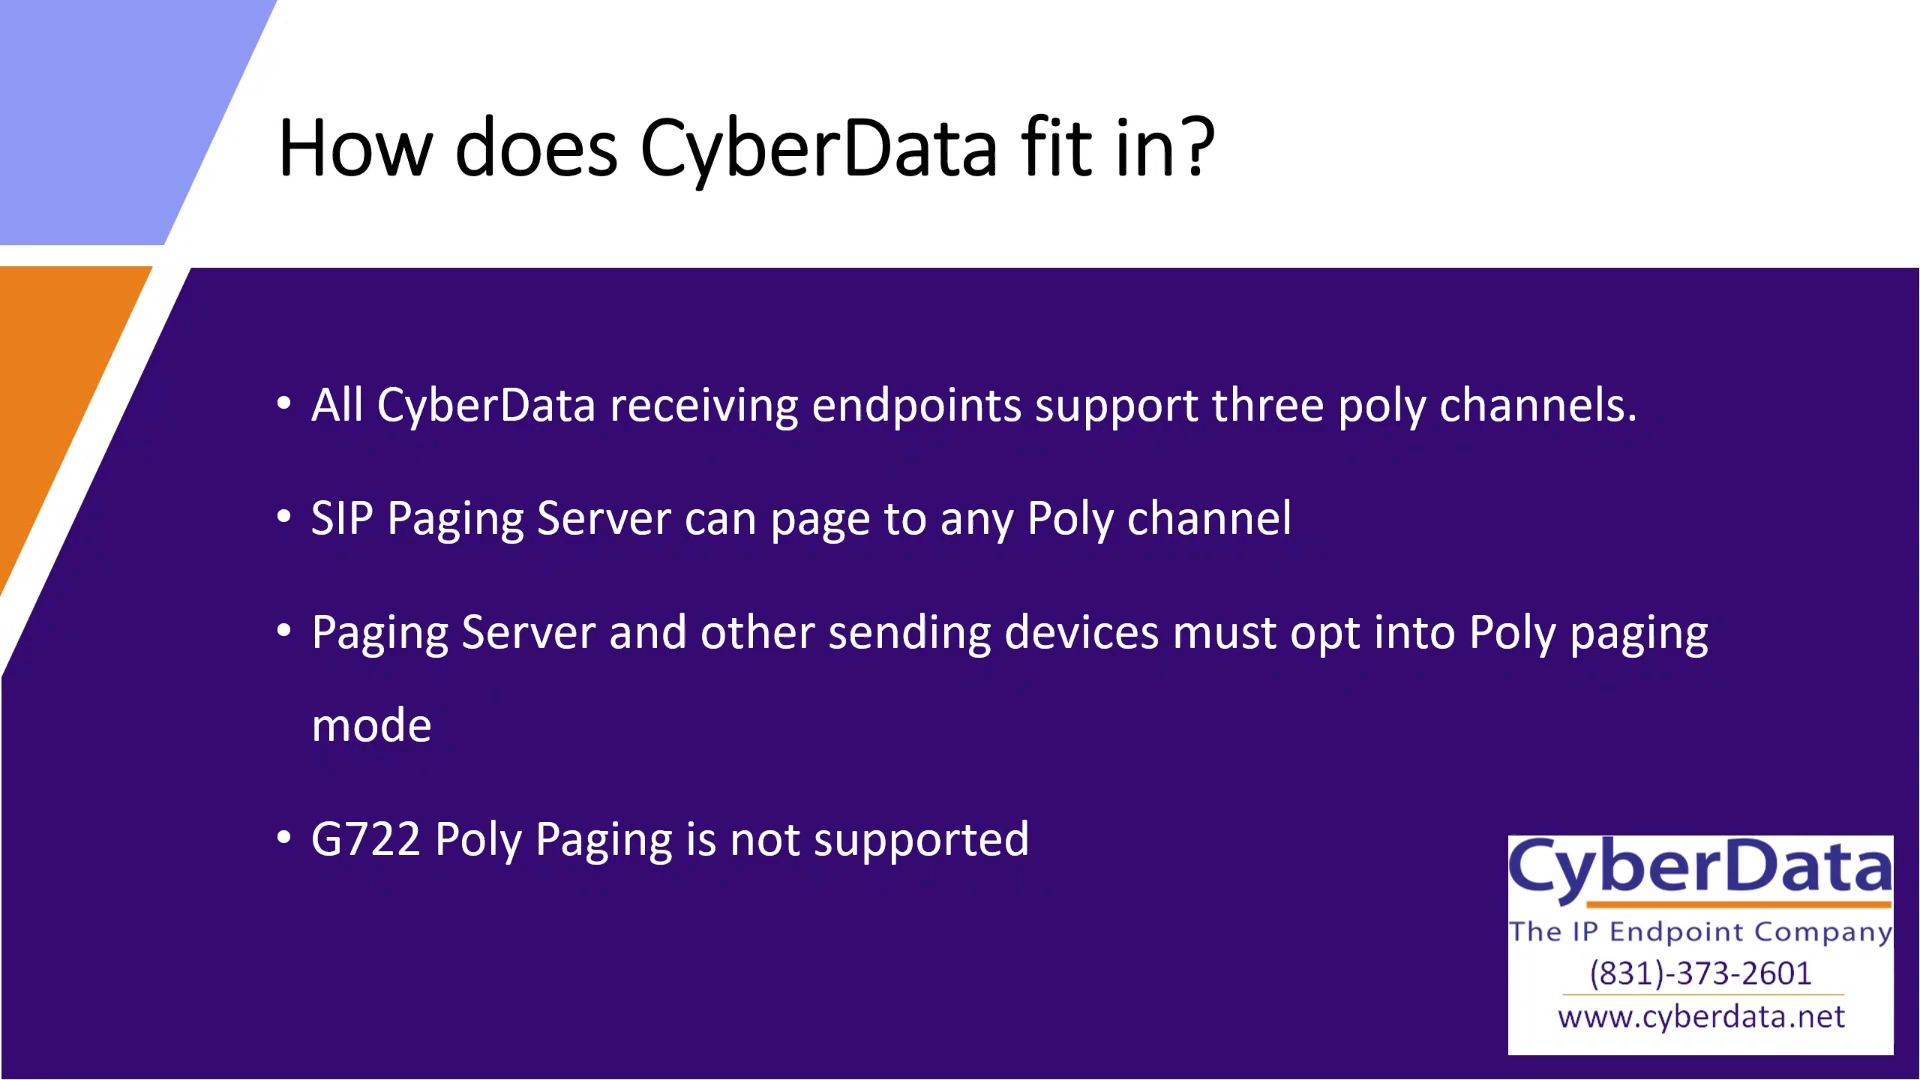 How does CyberData fit in?
• All CyberData receiving endpoints support three poly channels.
• SIP Paging Server can page to any Poly channel
• Paging Server and other sending devices must opt into Poly paging
mode
• G722 Poly Paging is not supported
CyberData
The IP Endpoint Company
(831)-373-2601
www.cyberdata.net